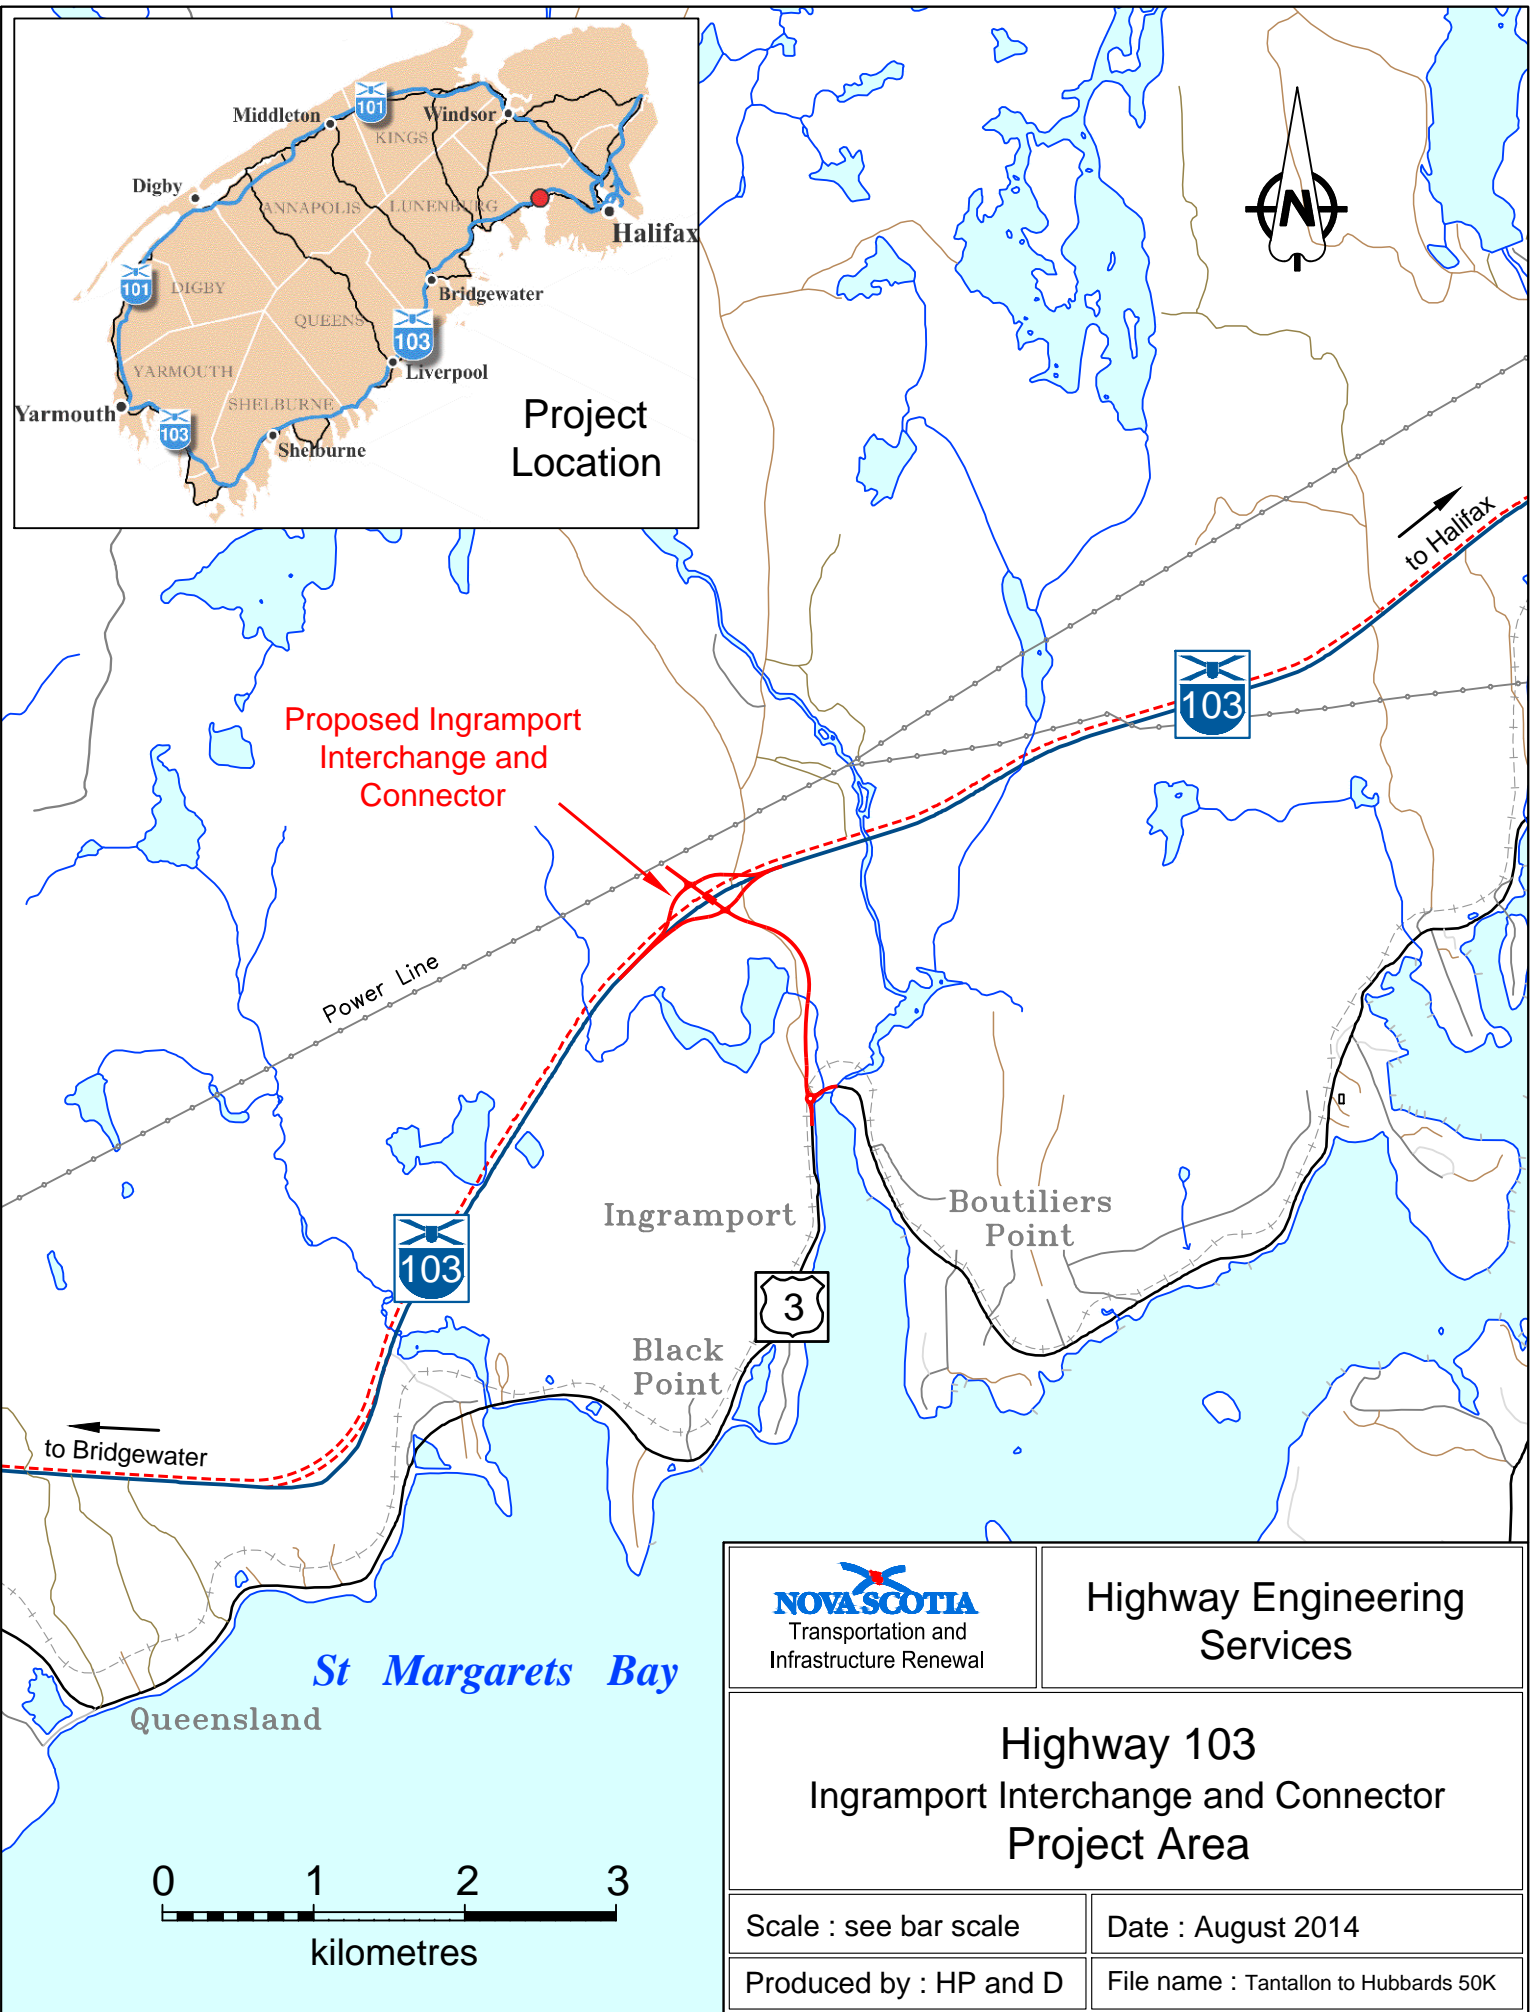 101
Middleton
Windsor
KINGS
Digby
ANNAPOLIS
LUNENBURG
Halifax
101
DIGBY
Bridgewater
QUEENS
103
Liverpool
YARMOUTH
SHELBURNE
Yarmouth
103
Shelburne
Project
Location
N
to Halifax
103
Proposed Ingramport
Interchange and
Connector
Power Line
Ingramport
Boutiliers
Point
103
3
Black
Point
to Bridgewater
St Margarets Bay
Queensland
0 1 2 3
kilometres
NOVA SCOTIA
Transportation and
Infrastructure Renewal
Highway Engineering
Services
Highway 103
Ingramport Interchange and Connector
Project Area
Scale : see bar scale
Date : August 2014
Produced by : HP and D
File name : Tantallon to Hubbards 50K